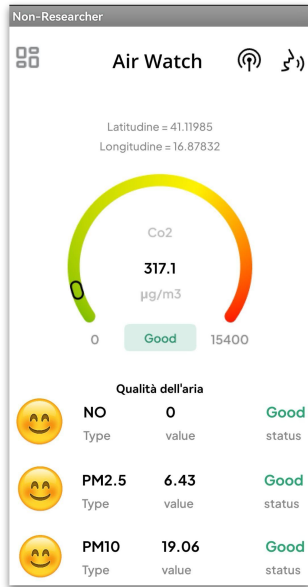 Non-Researcher
Air Watch
Latitudine = 41.11985
Longitudine = 16.87832
Co2
317.1
µg/m3
0 Good 15400
Qualità dell'aria
NO 0 Good
Type value status
PM2.5 6.43 Good
Type value status
PM10 19.06 Good
Type value status